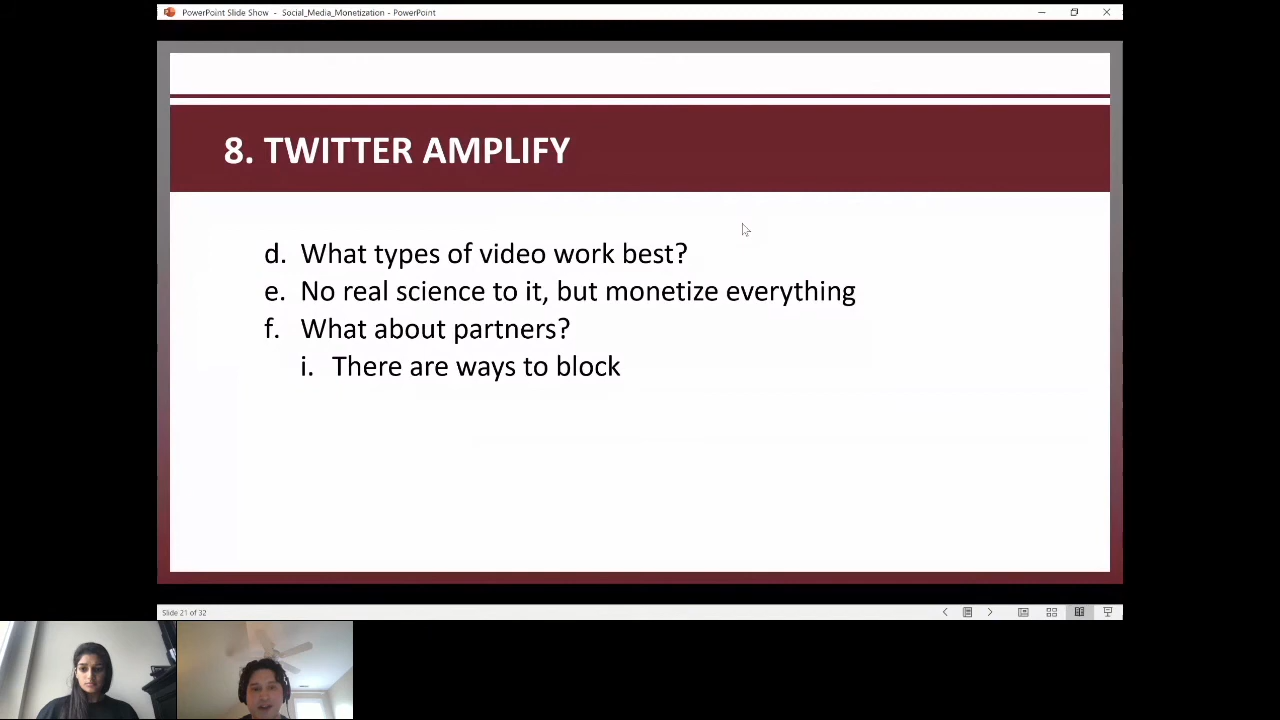 PowerPoint Slide Show - Social_Media_Monetization - PowerPoint
8. TWITTER AMPLIFY
d. What types of video work best?
e. No real science to it, but monetize everything
f. What about partners?
i. There are ways to block
Slide 21 of 32